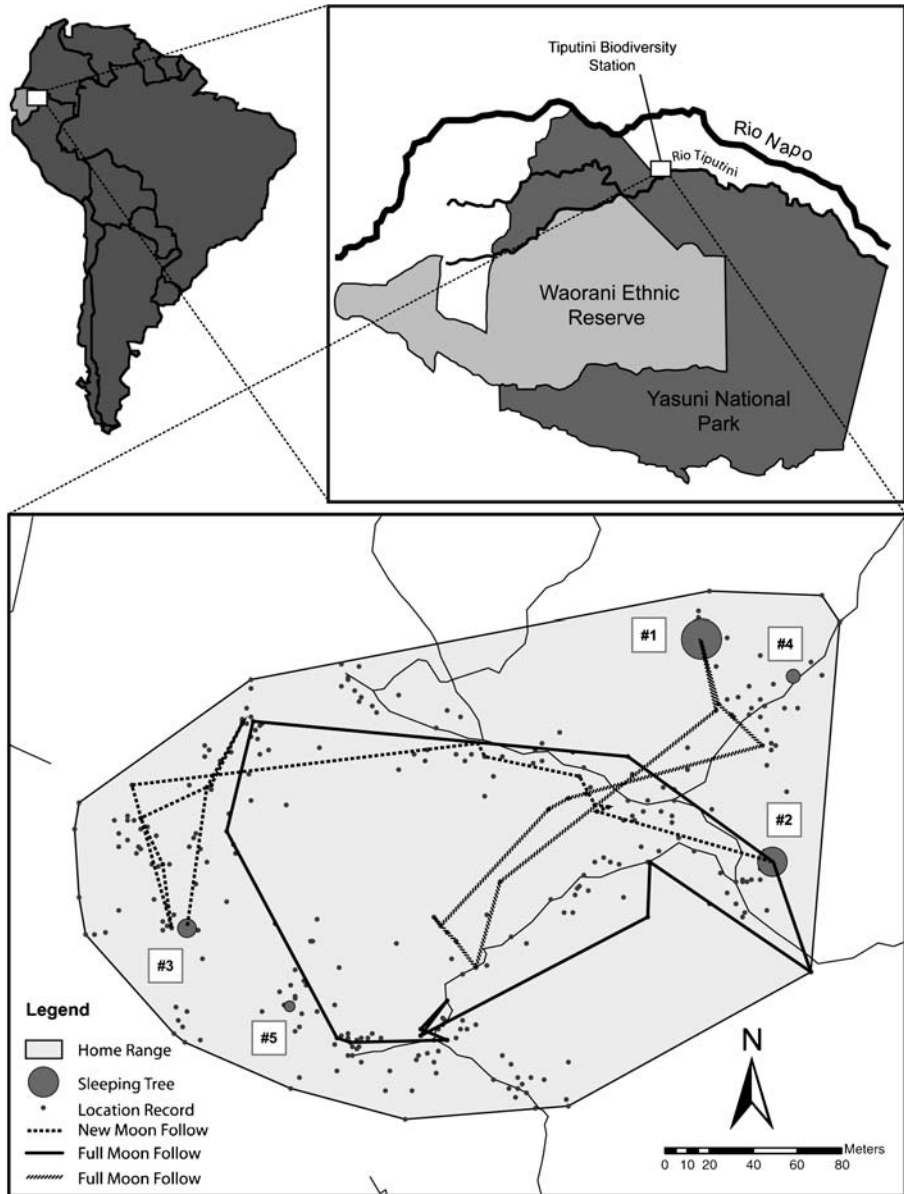 Tiputini Biodiversity
Station
Rio Napo
Rio Tiputini
Waorani Ethnic
Reserve
Yasuni National
Park
#1
#4
#2
#3
#5
Legend
Home Range
Sleeping Tree
Location Record
New Moon Follow
Full Moon Follow
Full Moon Follow
N
Meters
0 10 20 40 60 80